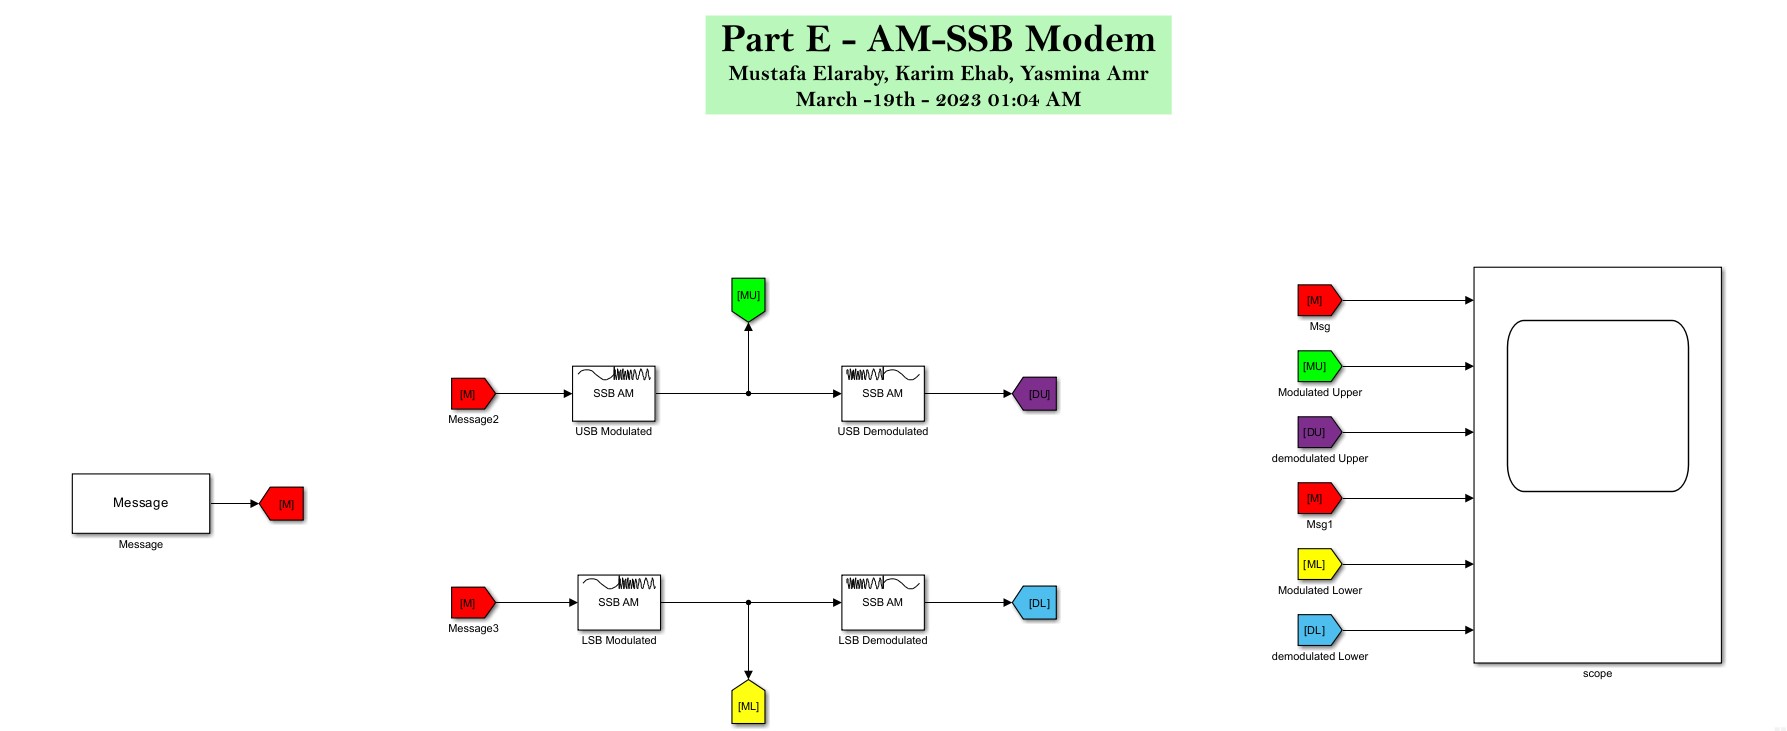 Part E - AM-SSB Modem
Mustafa Elaraby, Karim Ehab, Yasmina Amr
March -19th - 2023 01:04 AM
Message
[M]
Message
[M]
Message2
SSB AM
USB Modulated
[MU]
SSB AM
USB Demodulated
[DU]
[M]
Message3
SSB AM
LSB Modulated
[ML]
SSB AM
LSB Demodulated
[DL]
[M]
Msg
[MU]
Modulated Upper
[DU]
demodulated Upper
[M]
Msg1
[ML]
Modulated Lower
[DL]
demodulated Lower
scope